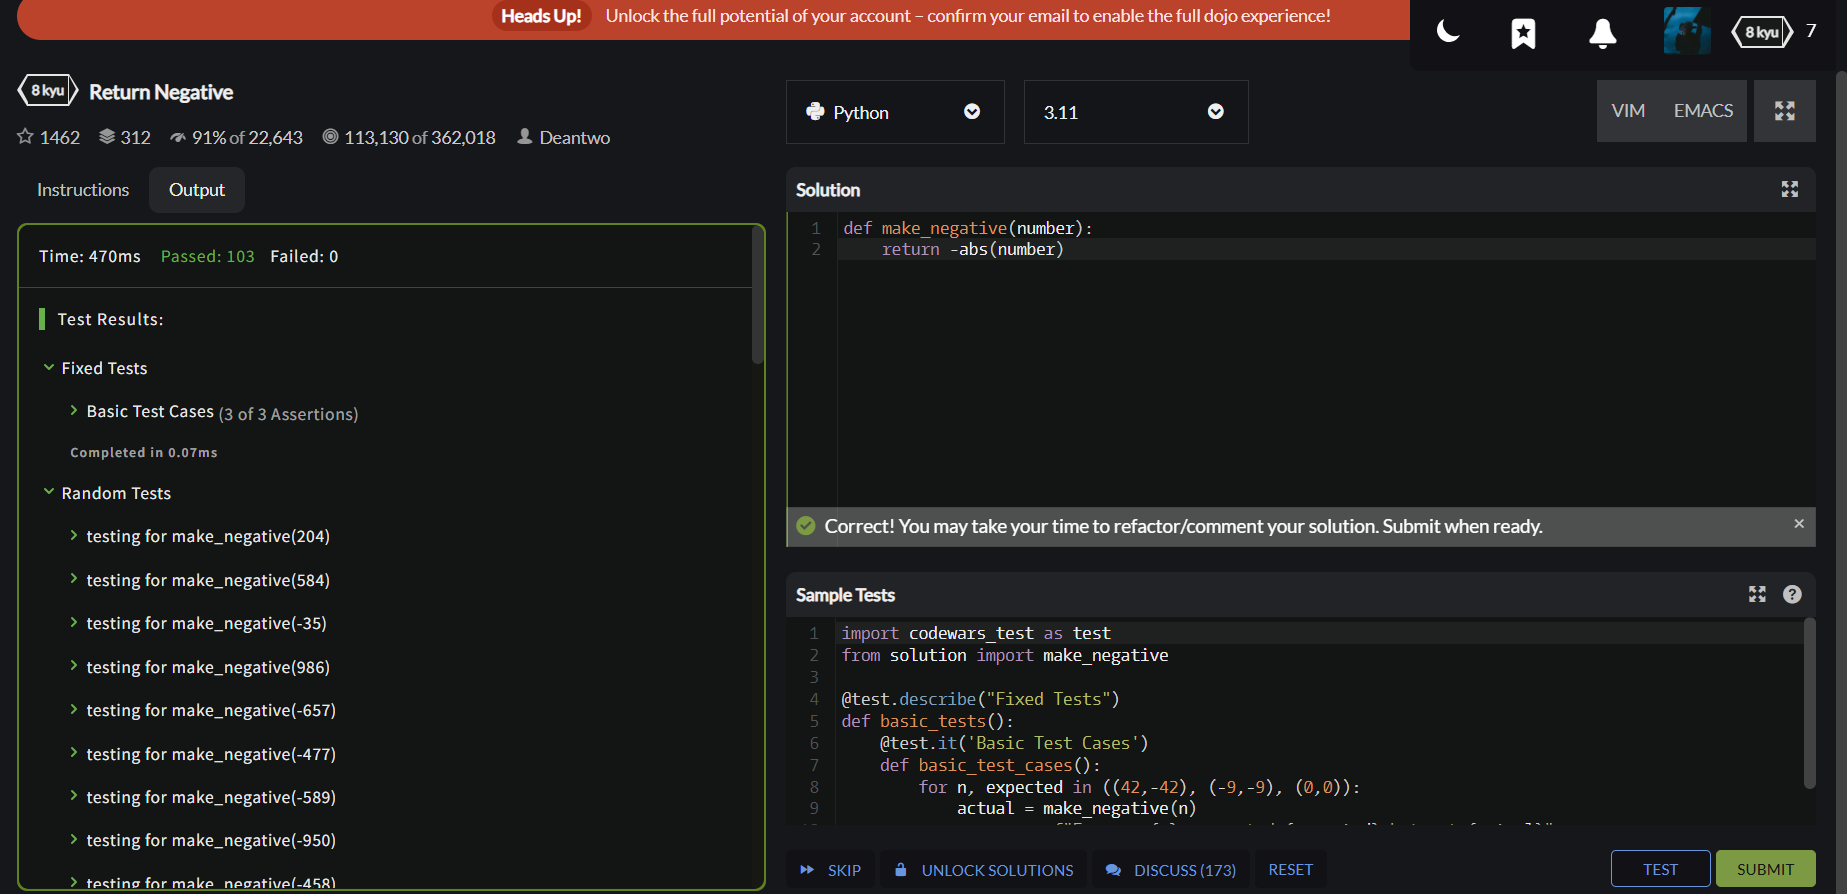 Heads Up! Unlock the full potential of your account – confirm your email to enable the full dojo experience!
8 kyu 7
8 kyu Return Negative
1462 312 91% of 22,643 113,130 of 362,018 Deantwo
Python 3.11 VIM EMACS
Instructions Output
Time: 470ms Passed: 103 Failed: 0
Test Results:
Fixed Tests
Basic Test Cases (3 of 3 Assertions)
Completed in 0.07ms
Random Tests
testing for make_negative(204)
testing for make_negative(584)
testing for make_negative(-35)
testing for make_negative(986)
testing for make_negative(-657)
testing for make_negative(-477)
testing for make_negative(-589)
testing for make_negative(-950)
testing for make_negative(-458)
Solution
1 def make_negative(number):
2     return -abs(number)
Correct! You may take your time to refactor/comment your solution. Submit when ready. ×
Sample Tests ?
1 import codewars_test as test
2 from solution import make_negative
3
4 @test.describe("Fixed Tests")
5 def basic_tests():
6     @test.it('Basic Test Cases')
7     def basic_test_cases():
8         for n, expected in ((42,-42), (-9,-9), (0,0)):
9             actual = make_negative(n)
SKIP UNLOCK SOLUTIONS DISCUSS (173) RESET TEST SUBMIT